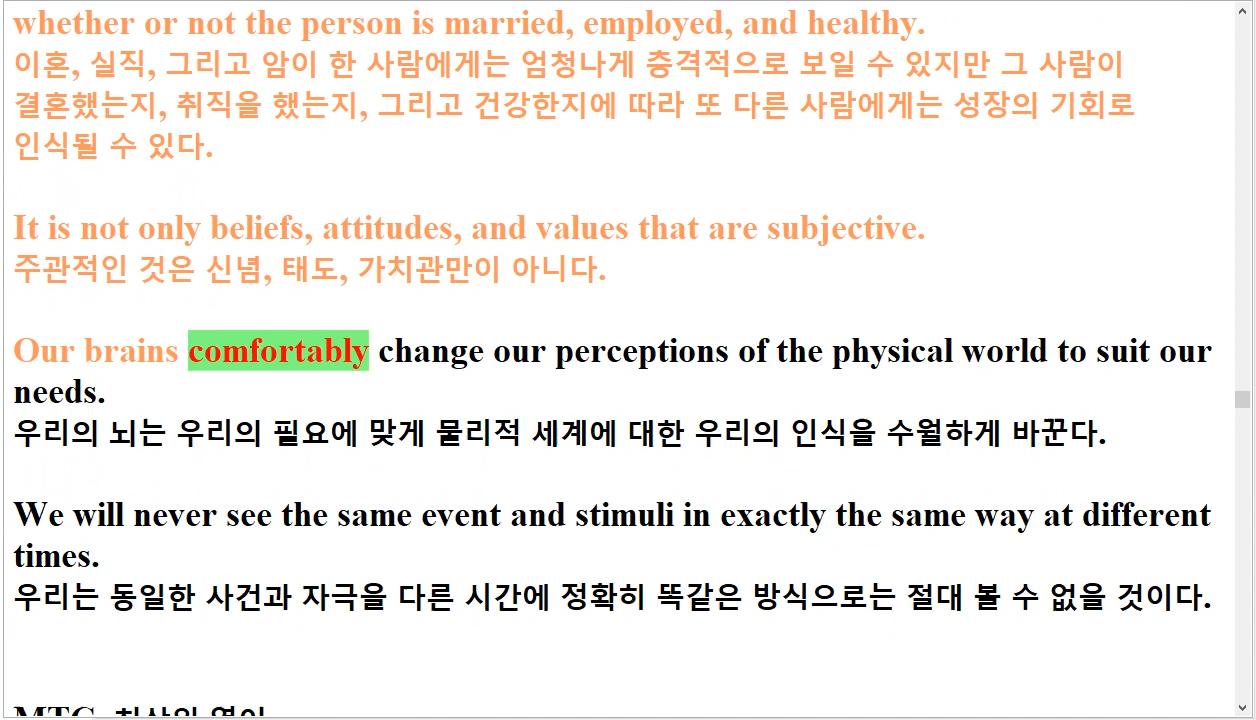 whether or not the person is married, employed, and healthy.
이혼, 실직, 그리고 암이 한 사람에게는 엄청나게 충격적으로 보일 수 있지만 그 사람이
결혼했는지, 취직을 했는지, 그리고 건강한지에 따라 또 다른 사람에게는 성장의 기회로
인식될 수 있다.
It is not only beliefs, attitudes, and values that are subjective.
주관적인 것은 신념, 태도, 가치관만이 아니다.
Our brains comfortably change our perceptions of the physical world to suit our
needs.
우리의 뇌는 우리의 필요에 맞게 물리적 세계에 대한 우리의 인식을 수월하게 바꾼다.
We will never see the same event and stimuli in exactly the same way at different
times.
우리는 동일한 사건과 자극을 다른 시간에 정확히 똑같은 방식으로는 절대 볼 수 없을 것이다.